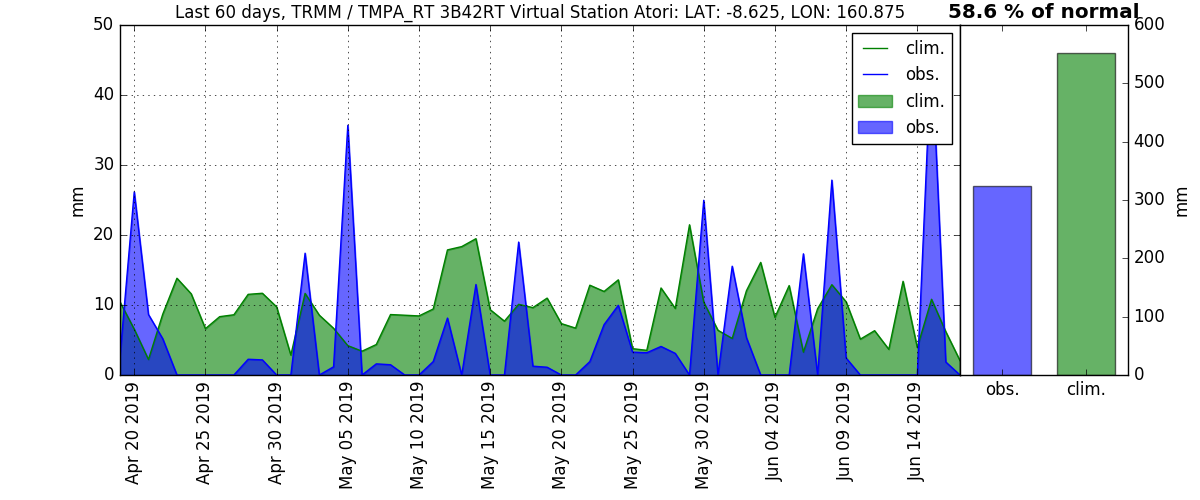 Last 60 days, TRMM / TMPA_RT 3B42RT Virtual Station Atori: LAT: -8.625, LON: 160.875
58.6 % of normal
50
40
30
20
10
0
mm
clim.
obs.
clim.
obs.
600
500
400
300
200
100
0
mm
Apr 20 2019
Apr 25 2019
Apr 30 2019
May 05 2019
May 10 2019
May 15 2019
May 20 2019
May 25 2019
May 30 2019
Jun 04 2019
Jun 09 2019
Jun 14 2019
obs.
clim.